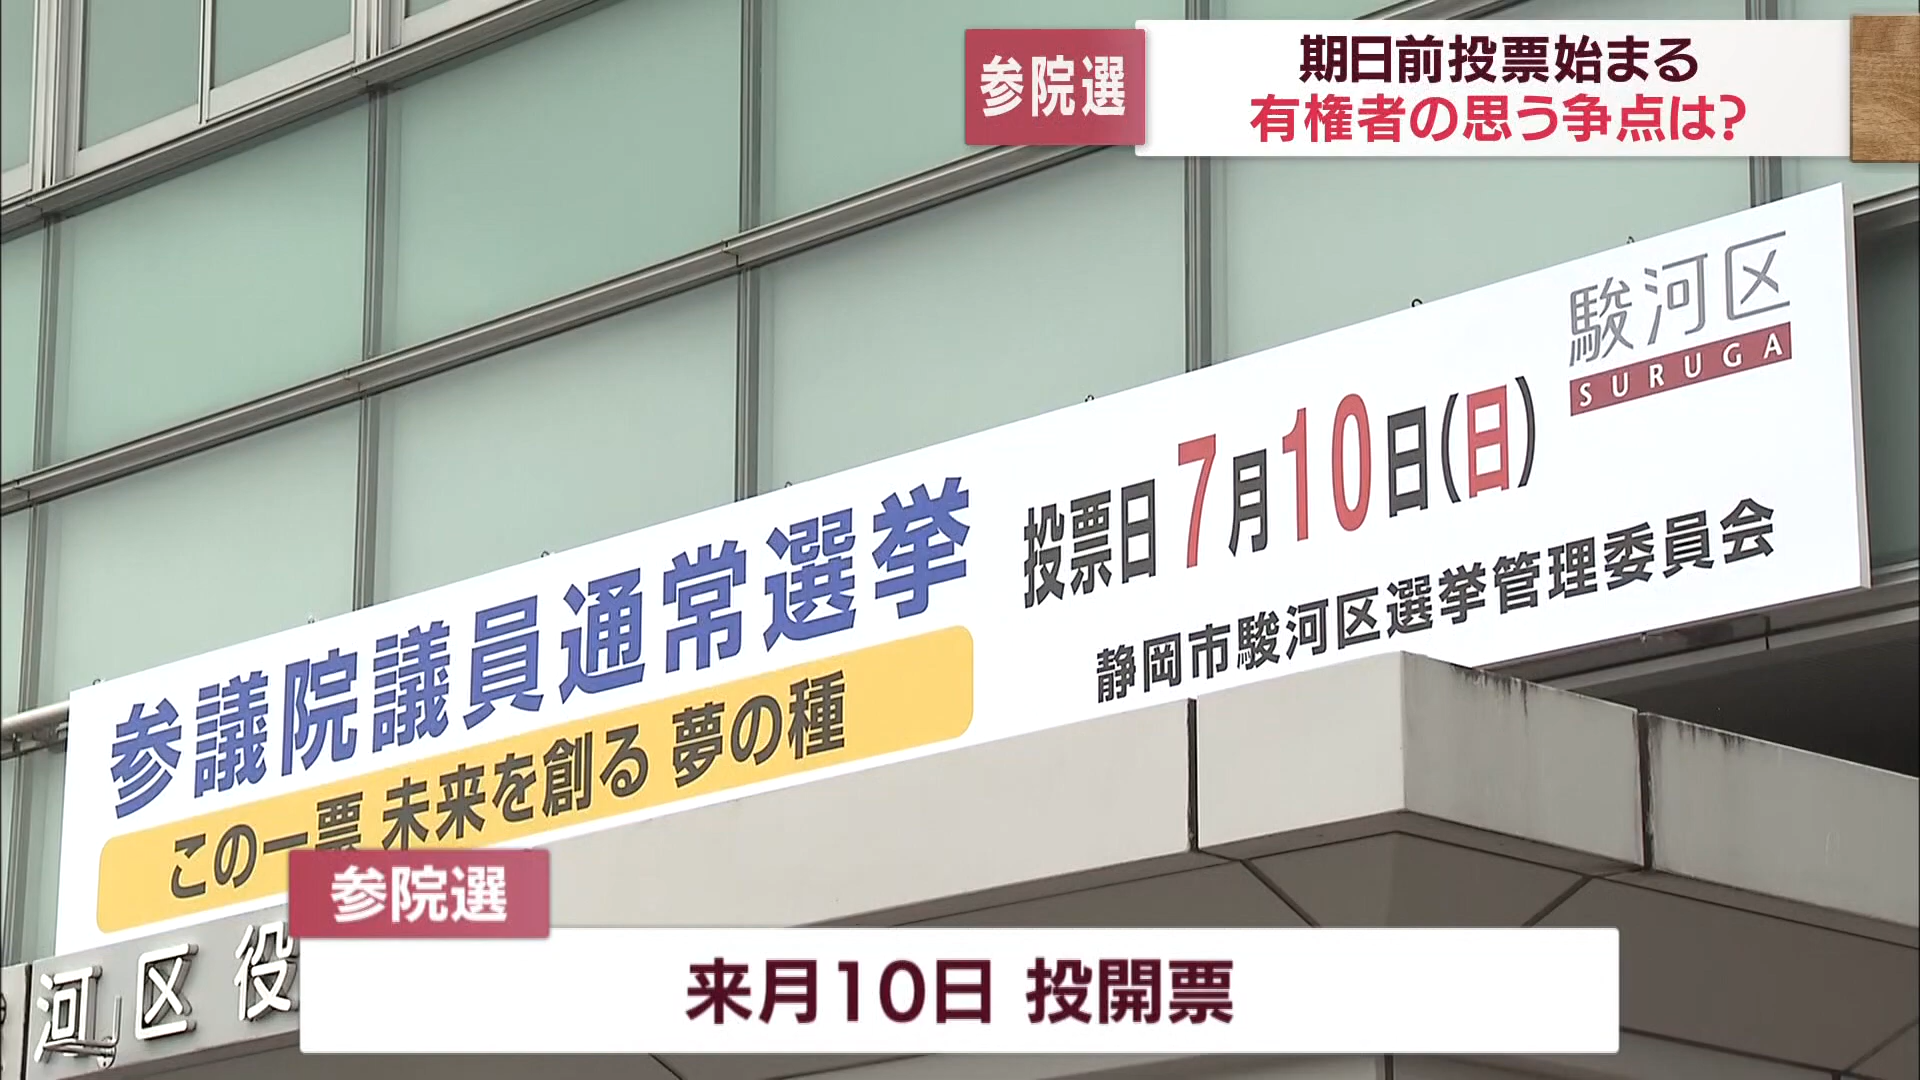 参院選
期日前投票始まる
有権者の思う争点は?
駿河区
SURUGA
参議院議員通常選挙
この一票 未来を創る 夢の種
投票日 7月10日(日)
静岡市駿河区選挙管理委員会
河区役
参院選
来月10日 投開票